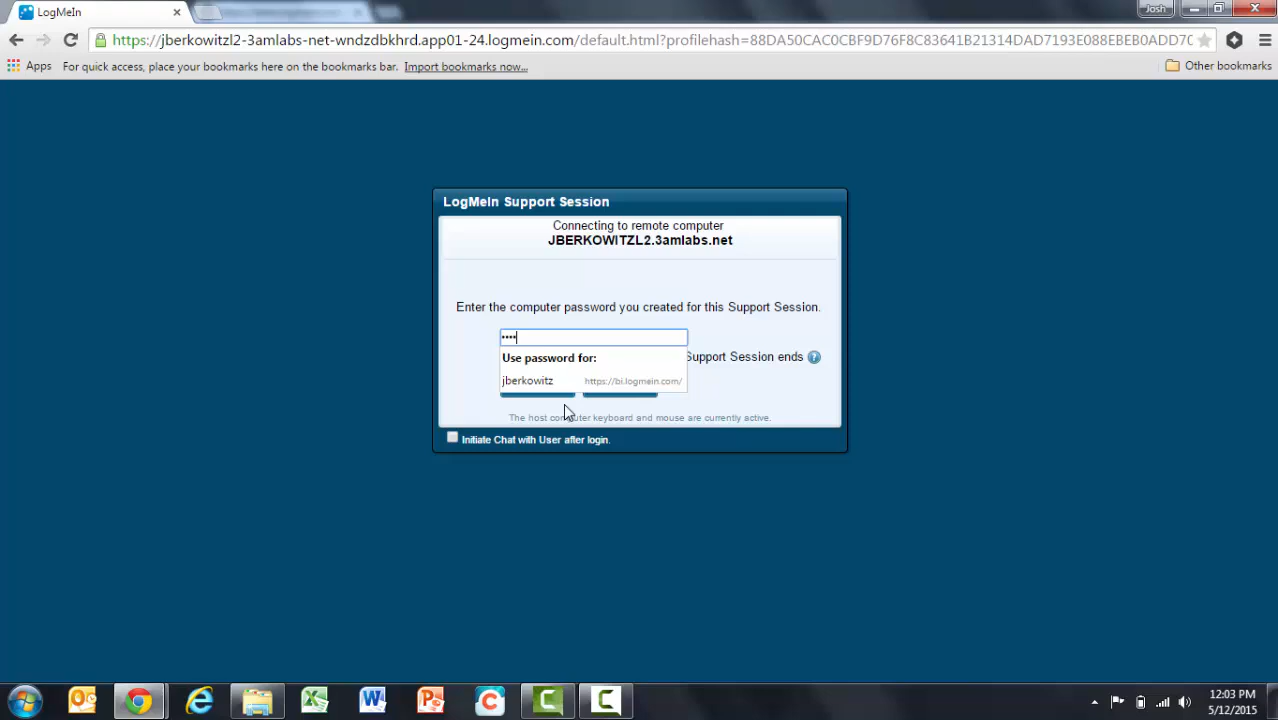 LogMeIn
Josh
https://jberkowitzl2-3amlabs-net-wndzdbkhrd.app01-24.logmein.com/default.html?profilehash=88DA50CAC0CBF9D76F8C83641B21314DAD7193E088EBEB0ADD7C
Apps For quick access, place your bookmarks here on the bookmarks bar. Import bookmarks now... Other bookmarks
LogMeIn Support Session
Connecting to remote computer
JBERKOWITZL2.3amlabs.net
Enter the computer password you created for this Support Session.
••••
Use password for:
Support Session ends ?
jberkowitz https://bi.logmein.com/
The host computer keyboard and mouse are currently active.
Initiate Chat with User after login.
12:03 PM
5/12/2015